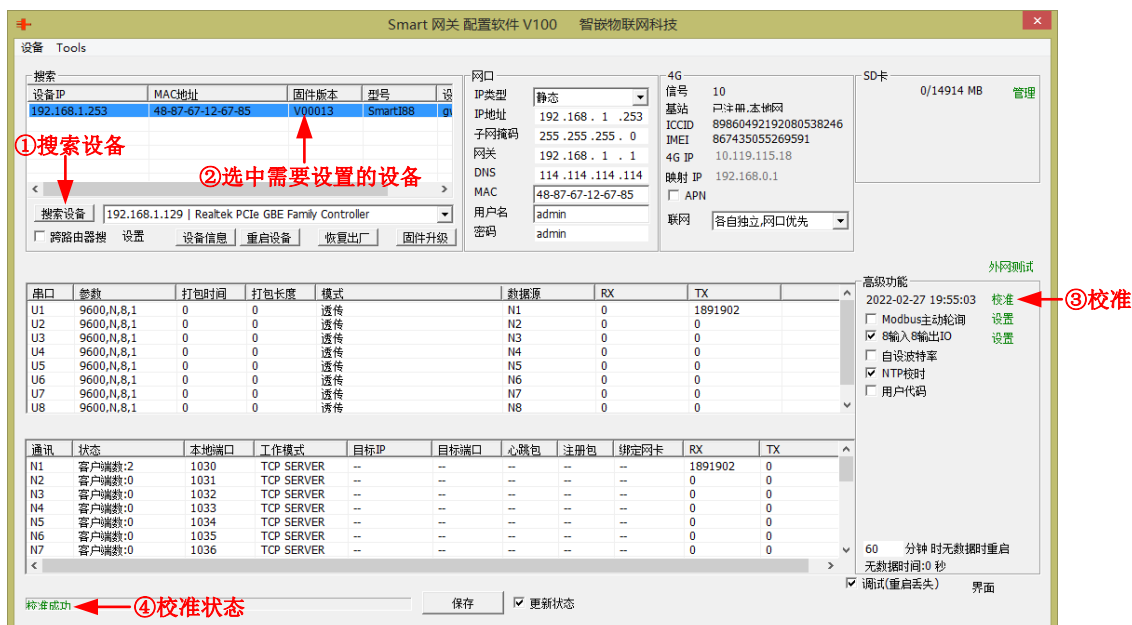 Smart 网关 配置软件 V100 智嵌物联网科技
设备 Tools
搜索
设备IP MAC地址 固件版本 型号 设
192.168.1.253 48-87-67-12-67-85 V00013 SmartI88
①搜索设备
②选中需要设置的设备
搜索设备 192.168.1.129 | Realtek PCIe GBE Family Controller
跨路由器搜 设置 设备信息 重启设备 恢复出厂 固件升级
网口
IP类型 静态
IP地址 192 .168 . 1 .253
子网掩码 255 .255 .255 . 0
网关 192 .168 . 1 . 1
DNS 114 .114 .114 .114
MAC 48-87-67-12-67-85
用户名 admin
密码 admin
4G
信号 10
基站 已注册,本地网
ICCID 89860492192080538246
IMEI 867435055269591
4G IP 10.119.115.18
映射 IP 192.168.0.1
APN
联网 各自独立,网口优先
SD卡
0/14914 MB 管理
外网测试
串口 参数 打包时间 打包长度 模式 数据源 RX TX
U1 9600,N,8,1 0 0 透传 N1 0 1891902
U2 9600,N,8,1 0 0 透传 N2 0 0
U3 9600,N,8,1 0 0 透传 N3 0 0
U4 9600,N,8,1 0 0 透传 N4 0 0
U5 9600,N,8,1 0 0 透传 N5 0 0
U6 9600,N,8,1 0 0 透传 N6 0 0
U7 9600,N,8,1 0 0 透传 N7 0 0
U8 9600,N,8,1 0 0 透传 N8 0 0
高级功能
2022-02-27 19:55:03 校准
③校准
Modbus主动轮询 设置
8输入8输出IO 设置
自设波特率
NTP校时
用户代码
通讯 状态 本地端口 工作模式 目标IP 目标端口 心跳包 注册包 绑定网卡 RX TX
N1 客户端数:2 1030 TCP SERVER -- -- -- -- -- 1891902 0
N2 客户端数:0 1031 TCP SERVER -- -- -- -- -- 0 0
N3 客户端数:0 1032 TCP SERVER -- -- -- -- -- 0 0
N4 客户端数:0 1033 TCP SERVER -- -- -- -- -- 0 0
N5 客户端数:0 1034 TCP SERVER -- -- -- -- -- 0 0
N6 客户端数:0 1035 TCP SERVER -- -- -- -- -- 0 0
N7 客户端数:0 1036 TCP SERVER -- -- -- -- -- 0 0
60 分钟 时无数据时重启
无数据时间:0 秒
调试(重启丢失) 界面
校准成功
④校准状态
保存 更新状态